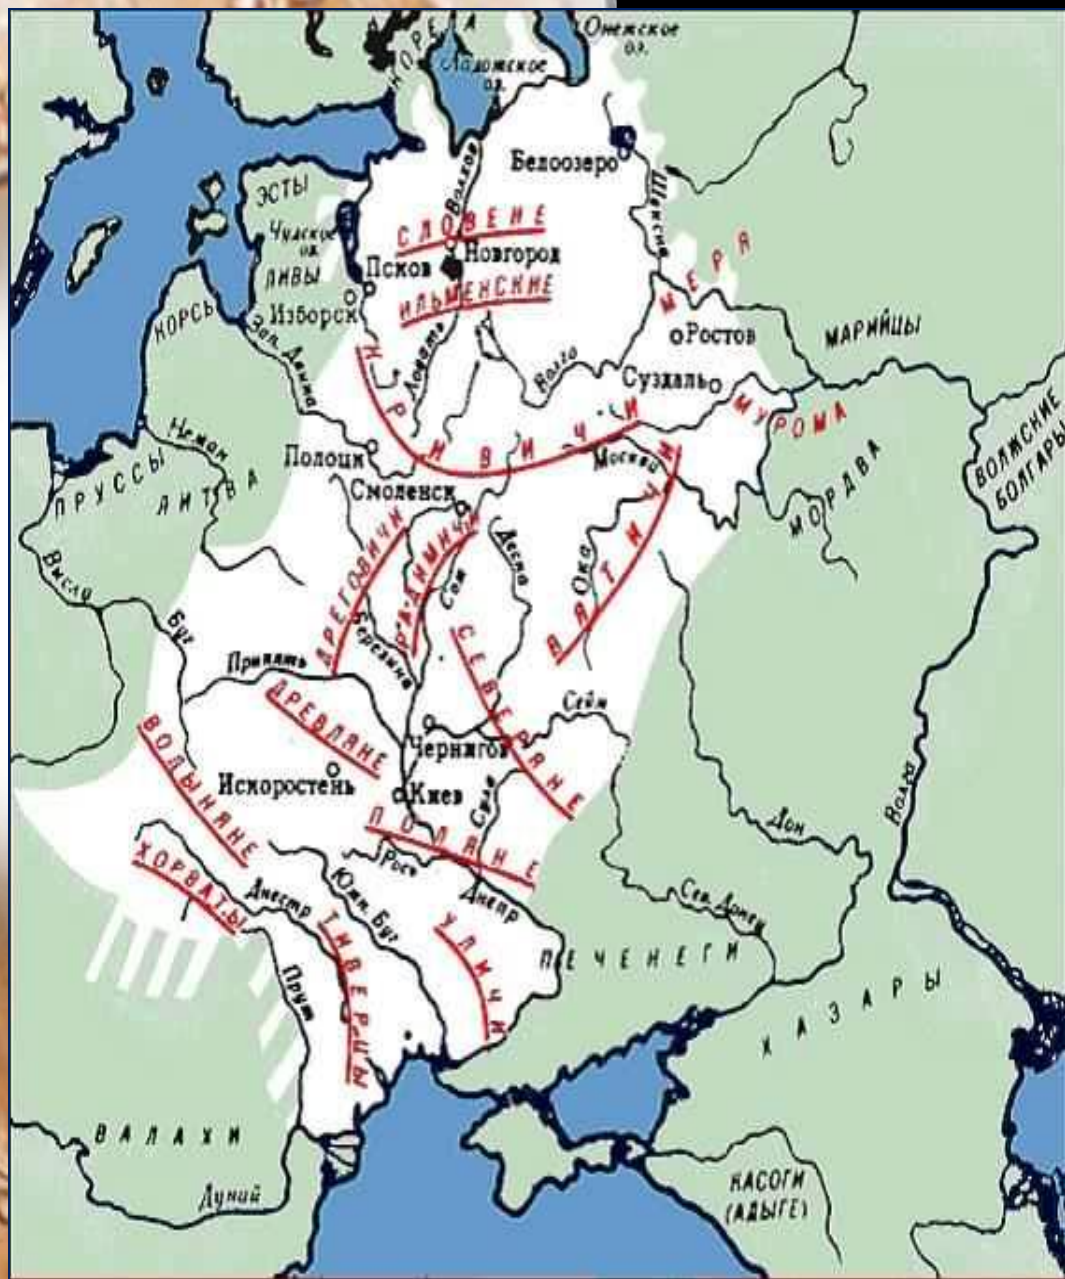 Онежское
оз.
КОРЕЛА
Ладожское
оз.
Белоозеро
ЭСТЫ
Волхов
Шексна
СЛОВЕНЕ
Чудское
оз.
Новгород
Псков
ЛИВЫ
ИЛЬМЕНСКИЕ
МЕРЯ
Изборск
КОРСЬ
Зап. Двина
Ловать
Ростов
МАРИЙЦЫ
Волга
Суздаль
КРИВИЧИ
МУРОМА
ВОЛЖСКИЕ
БОЛГАРЫ
Неман
Полоцк
Москва
ПРУССЫ
ЛИТВА
МОРДВА
Смоленск
ДРЕГОВИЧИ
РАДИМИЧИ
Десна
Ока
ВЯТИЧИ
Висла
Сож
Буг
Березина
Припять
СЕВЕРЯНЕ
Сейм
ДРЕВЛЯНЕ
Чернигов
ВОЛЫНЯНЕ
Искоростень
Киев
Сула
Волга
Дон
ПОЛЯНЕ
Рось
ХОРВАТЫ
Днестр
Южн. Буг
Днепр
Сев. Донец
ТИВЕРЦЫ
УЛИЧИ
ПЕЧЕНЕГИ
Прут
ХАЗАРЫ
ВАЛАХИ
Дунай
КАСОГИ
(АДЫГЕ)